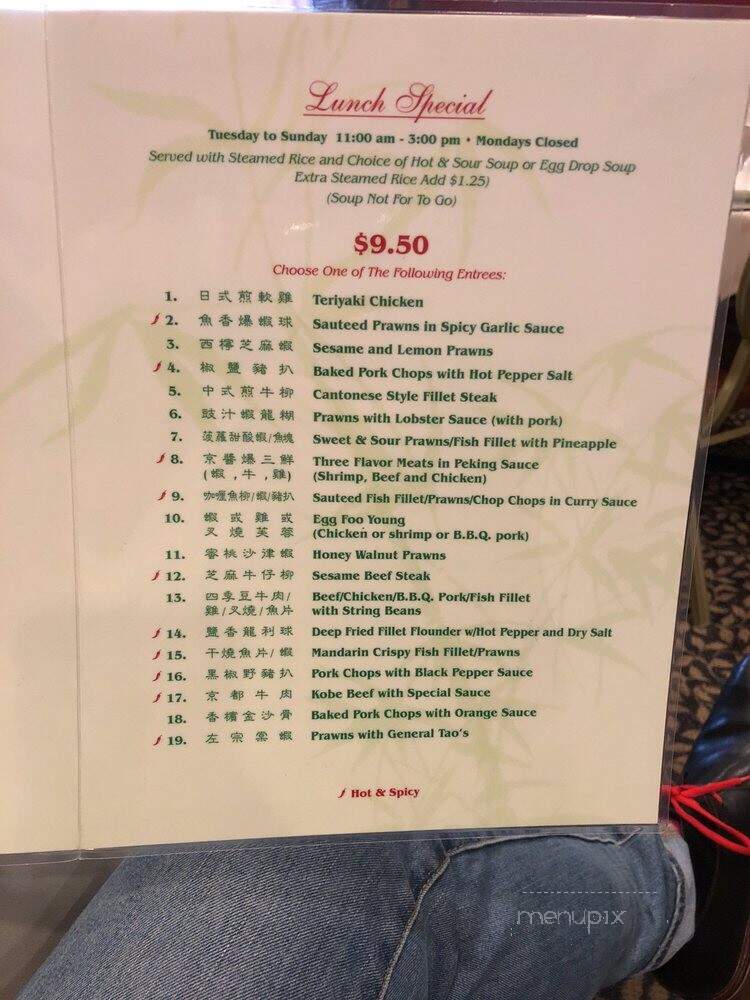 Lunch Special
Tuesday to Sunday 11:00 am - 3:00 pm • Mondays Closed
Served with Steamed Rice and Choice of Hot & Sour Soup or Egg Drop Soup
Extra Steamed Rice Add $1.25)
(Soup Not For To Go)
$9.50
Choose One of The Following Entrees:
1. 日式煎軟雞 Teriyaki Chicken
2. 魚香爆蝦球 Sauteed Prawns in Spicy Garlic Sauce
3. 西檸芝麻蝦 Sesame and Lemon Prawns
4. 椒鹽豬扒 Baked Pork Chops with Hot Pepper Salt
5. 中式煎牛柳 Cantonese Style Fillet Steak
6. 豉汁蝦龍糊 Prawns with Lobster Sauce (with pork)
7. 菠蘿甜酸蝦/魚塊 Sweet & Sour Prawns/Fish Fillet with Pineapple
8. 京醬爆三鮮 Three Flavor Meats in Peking Sauce
(蝦,牛,雞) (Shrimp, Beef and Chicken)
9. 咖喱魚柳/蝦/豬扒 Sauteed Fish Fillet/Prawns/Chop Chops in Curry Sauce
10. 蝦或雞或 Egg Foo Young
叉燒芙蓉 (Chicken or shrimp or B.B.Q. pork)
11. 蜜桃沙津蝦 Honey Walnut Prawns
12. 芝麻牛仔柳 Sesame Beef Steak
13. 四季豆牛肉/ Beef/Chicken/B.B.Q. Pork/Fish Fillet
雞/叉燒/魚片 with String Beans
14. 鹽香龍利球 Deep Fried Fillet Flounder w/Hot Pepper and Dry Salt
15. 干燒魚片/蝦 Mandarin Crispy Fish Fillet/Prawns
16. 黑椒野豬扒 Pork Chops with Black Pepper Sauce
17. 京都牛肉 Kobe Beef with Special Sauce
18. 香檳金沙骨 Baked Pork Chops with Orange Sauce
19. 左宗棠蝦 Prawns with General Tao's
Hot & Spicy
menupix